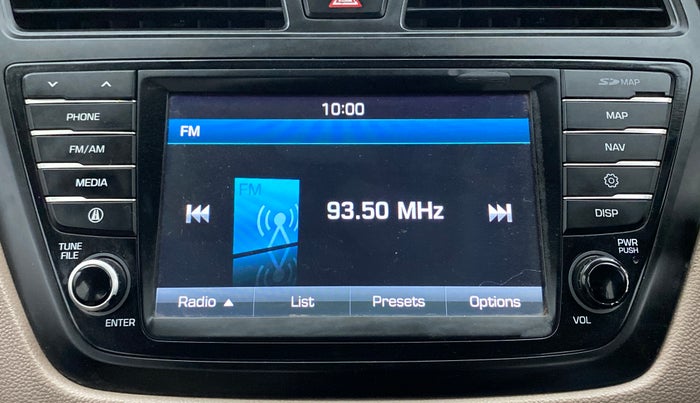 10:00
FM
SD MAP
PHONE
MAP
FM/AM
NAV
MEDIA
FM
93.50 MHz
DISP
TUNE
FILE
PWR
PUSH
Radio ▲ List Presets Options
ENTER
VOL